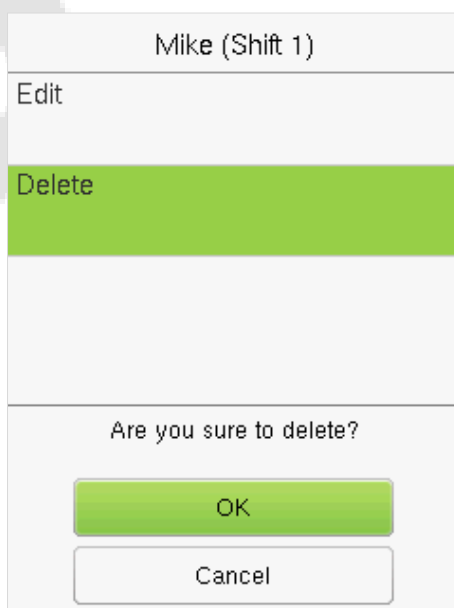 Mike (Shift 1)
Edit
Delete
Are you sure to delete?
OK
Cancel